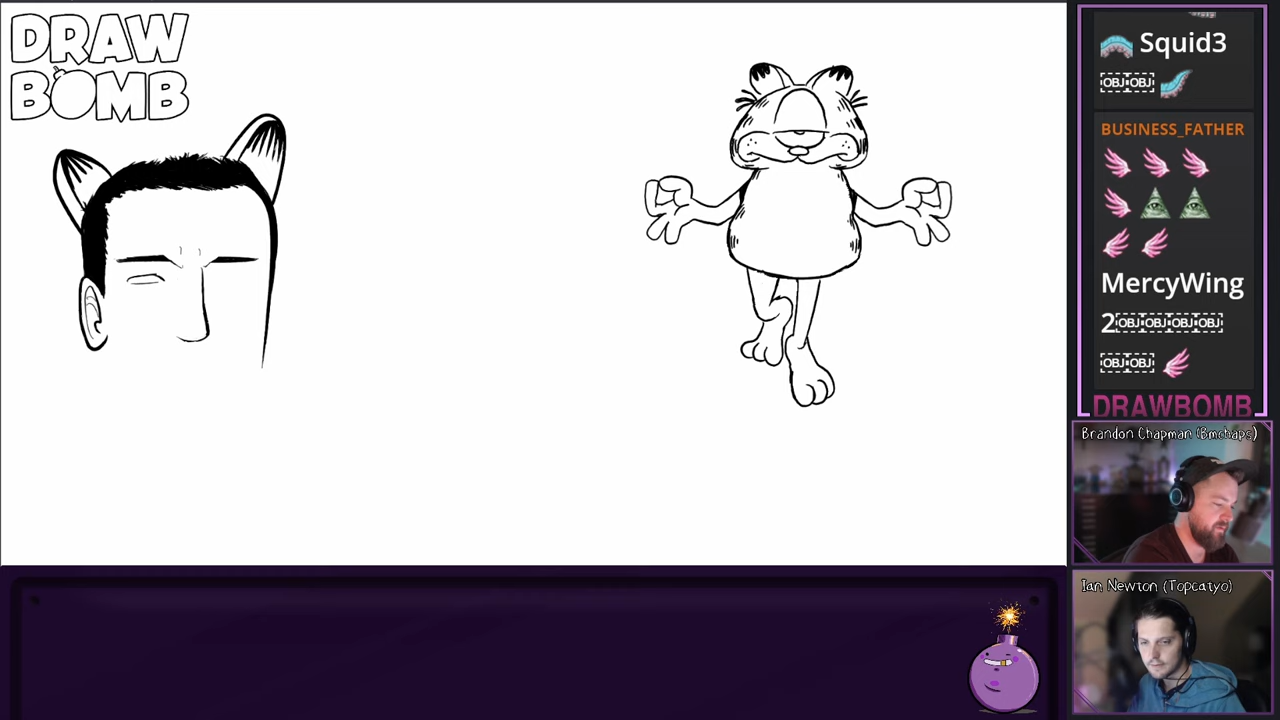 DRAW
BOMB
Squid3
OBJ OBJ
BUSINESS_FATHER
MercyWing
2 OBJ OBJ OBJ OBJ
OBJ OBJ
DRAWBOMB
Brandon Chapman (Bmchaps)
Ian Newton (Topcatyo)